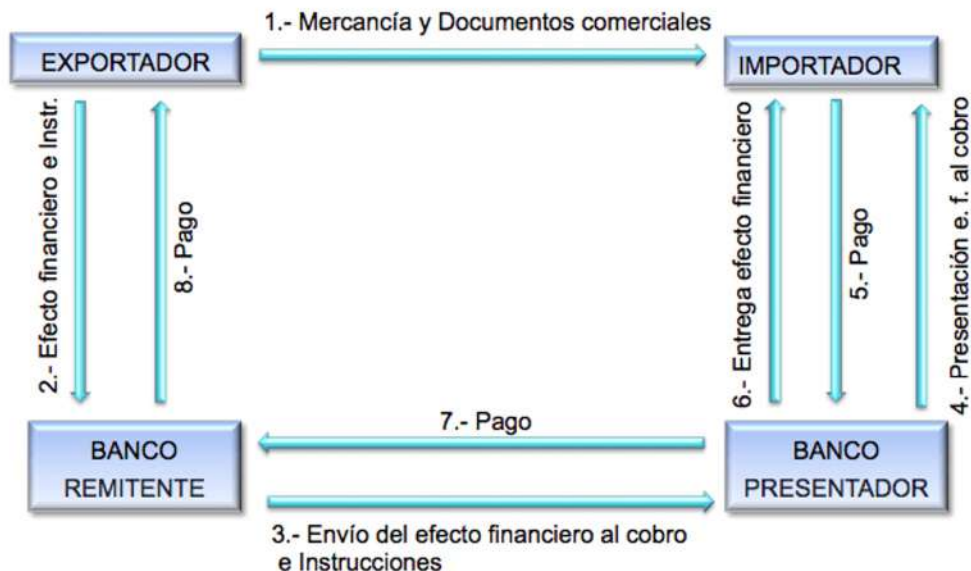 1.- Mercancía y Documentos comerciales
EXPORTADOR
IMPORTADOR
2.- Efecto financiero e Instr.
8.- Pago
6.- Entrega efecto financiero
5.- Pago
4.- Presentación e. f. al cobro
7.- Pago
BANCO
REMITENTE
BANCO
PRESENTADOR
3.- Envío del efecto financiero al cobro
e Instrucciones